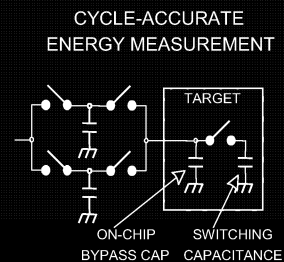 CYCLE-ACCURATE
ENERGY MEASUREMENT
TARGET
ON-CHIP
BYPASS CAP
SWITCHING
CAPACITANCE